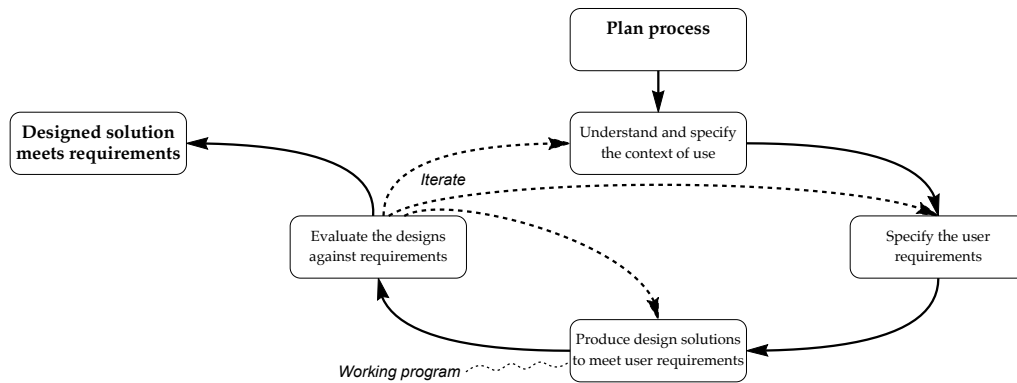 Plan process
Designed solution
meets requirements
Understand and specify
the context of use
Iterate
Evaluate the designs
against requirements
Specify the user
requirements
Produce design solutions
to meet user requirements
Working program